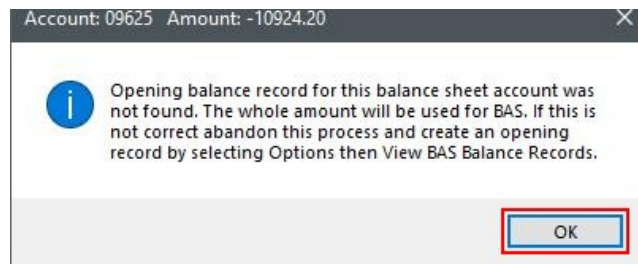 Account: 09625 Amount: -10924.20
Opening balance record for this balance sheet account was
not found. The whole amount will be used for BAS. If this is
not correct abandon this process and create an opening
record by selecting Options then View BAS Balance Records.
OK